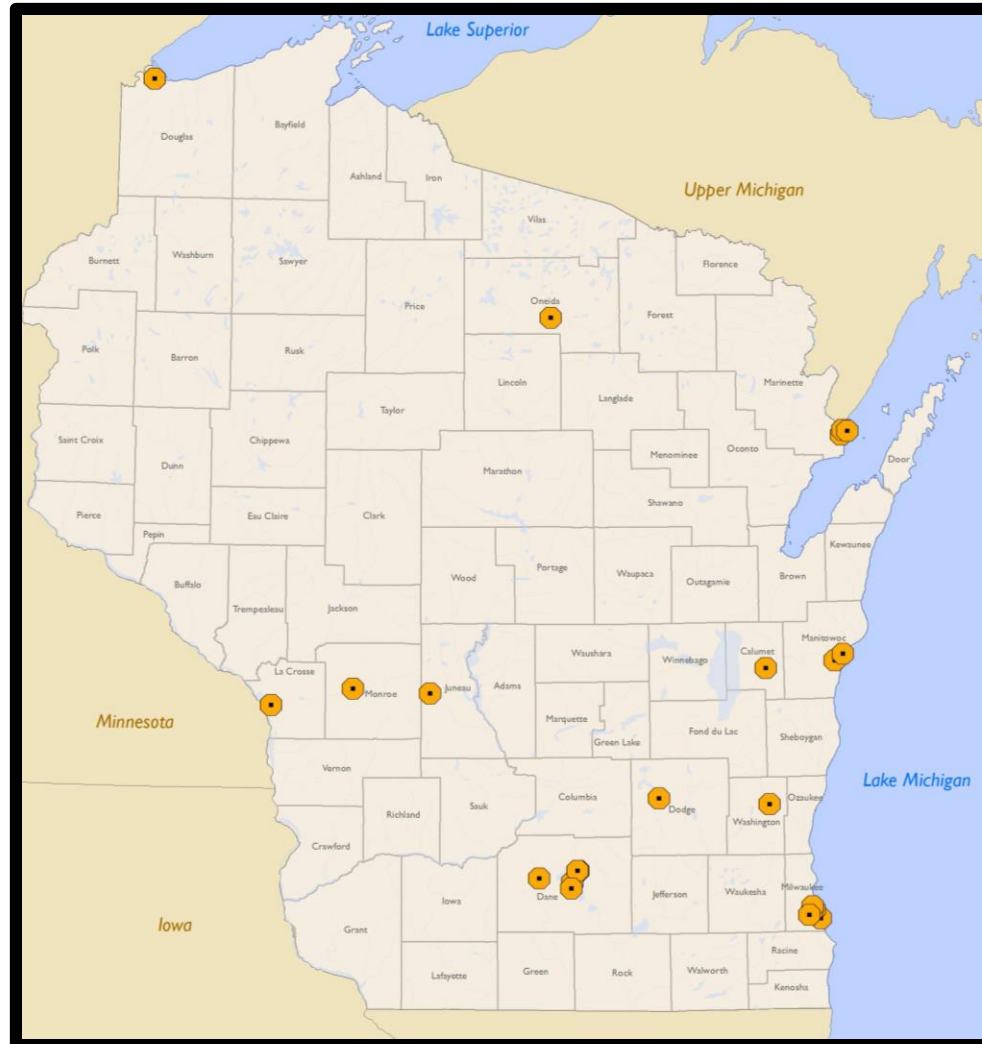 Lake Superior
Bayfield
Douglas
Ashland
Iron
Upper Michigan
Vilas
Burnett
Washburn
Sawyer
Florence
Price
Oneida
Forest
Polk
Barron
Rusk
Lincoln
Marinette
Taylor
Langlade
Saint Croix
Chippewa
Dunn
Menominee
Oconto
Door
Marathon
Shawano
Pierce
Eau Claire
Clark
Pepin
Kewaunee
Buffalo
Wood
Portage
Waupaca
Outagamie
Brown
Trempealeau
Jackson
Manitowoc
Waushara
Winnebago
Calumet
La Crosse
Monroe
Juneau
Adams
Minnesota
Marquette
Green Lake
Fond du Lac
Sheboygan
Vernon
Lake Michigan
Sauk
Columbia
Dodge
Ozaukee
Richland
Washington
Crawford
Iowa
Dane
Jefferson
Waukesha
Milwaukee
Iowa
Grant
Racine
Lafayette
Green
Rock
Walworth
Kenosha